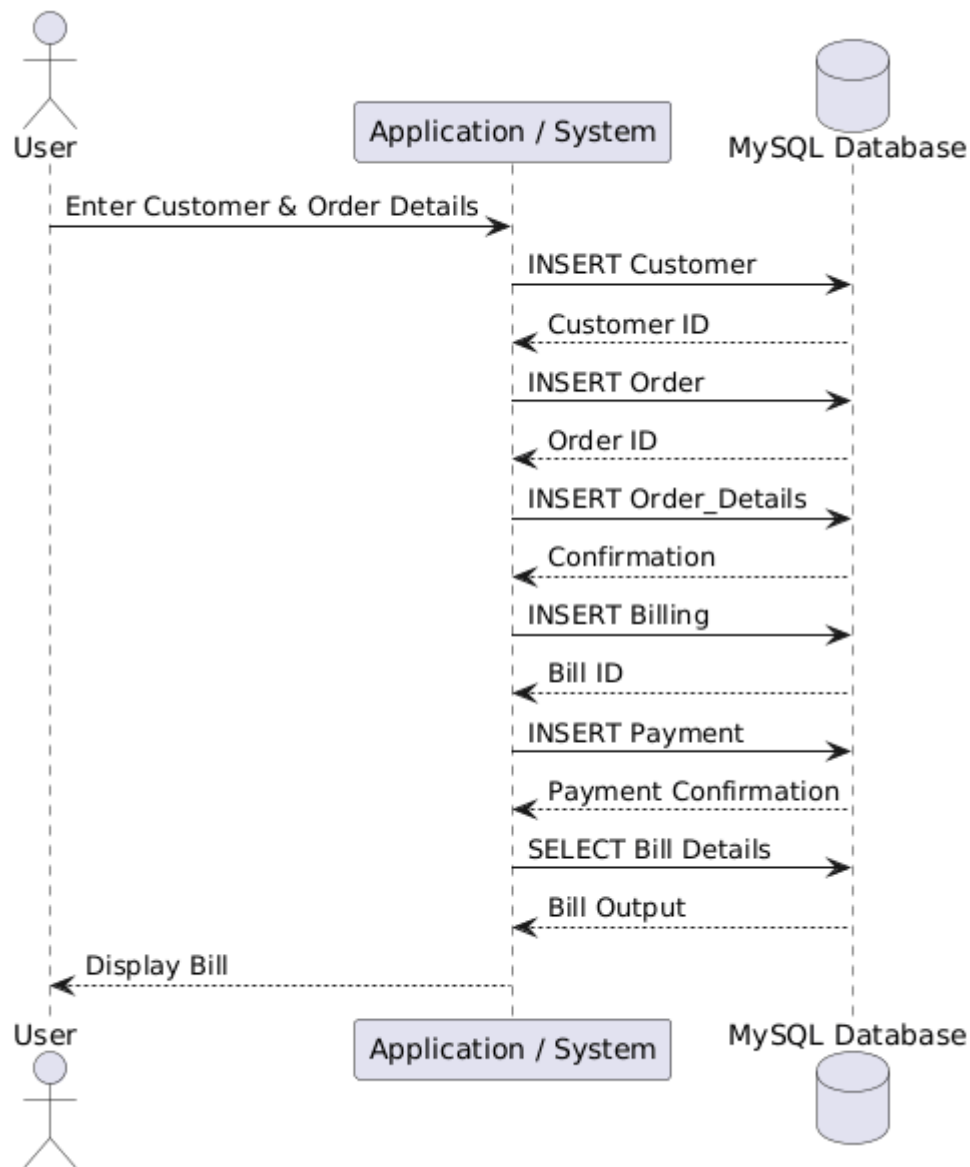 User
Application / System
MySQL Database
Enter Customer & Order Details
INSERT Customer
Customer ID
INSERT Order
Order ID
INSERT Order_Details
Confirmation
INSERT Billing
Bill ID
INSERT Payment
Payment Confirmation
SELECT Bill Details
Bill Output
Display Bill
User
Application / System
MySQL Database